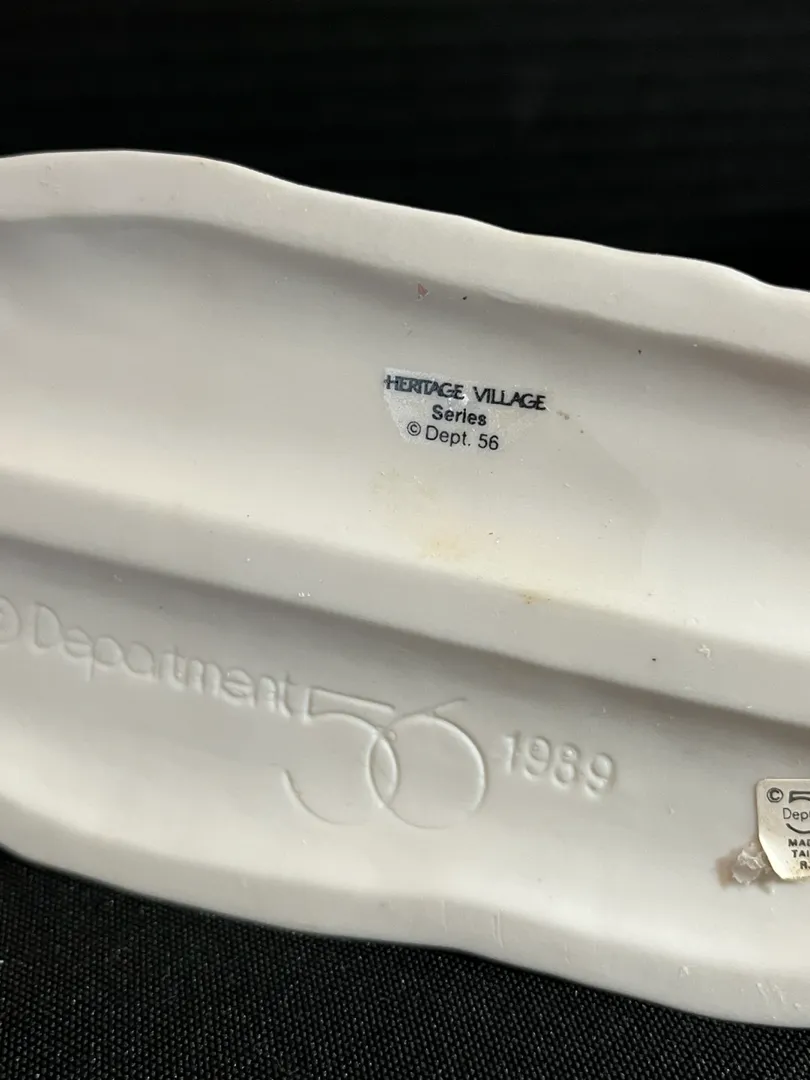 HERITAGE VILLAGE
Series
© Dept. 56
© Department 56 1989
©